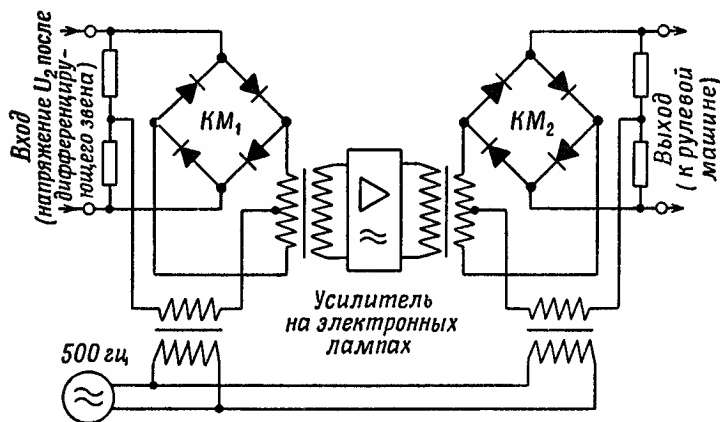 Вход
(напряжение U₂ после
дифференциру-
ющего звена)
КМ₁
КМ₂
Выход
(к рулевой
машине)
Усилитель
на электронных
лампах
500 гц